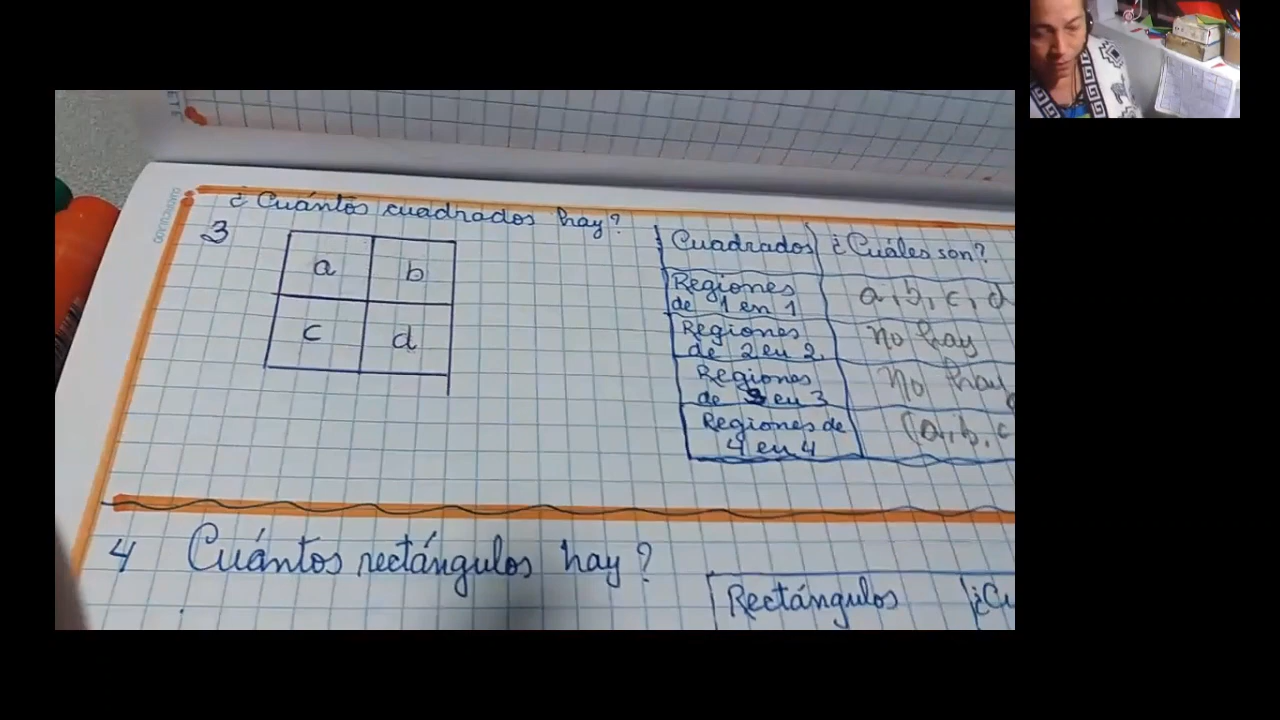 ¿Cuántos cuadrados hay?
3
a b
c d
Cuadrados ¿Cuáles son?
Regiones de 1 en 1 a, b, c, d
Regiones de 2 en 2 no hay
Regiones de 3 en 3 no hay
Regiones de 4 en 4 (a, b, c
4 Cuántos rectángulos hay?
Rectángulos ¿Cu